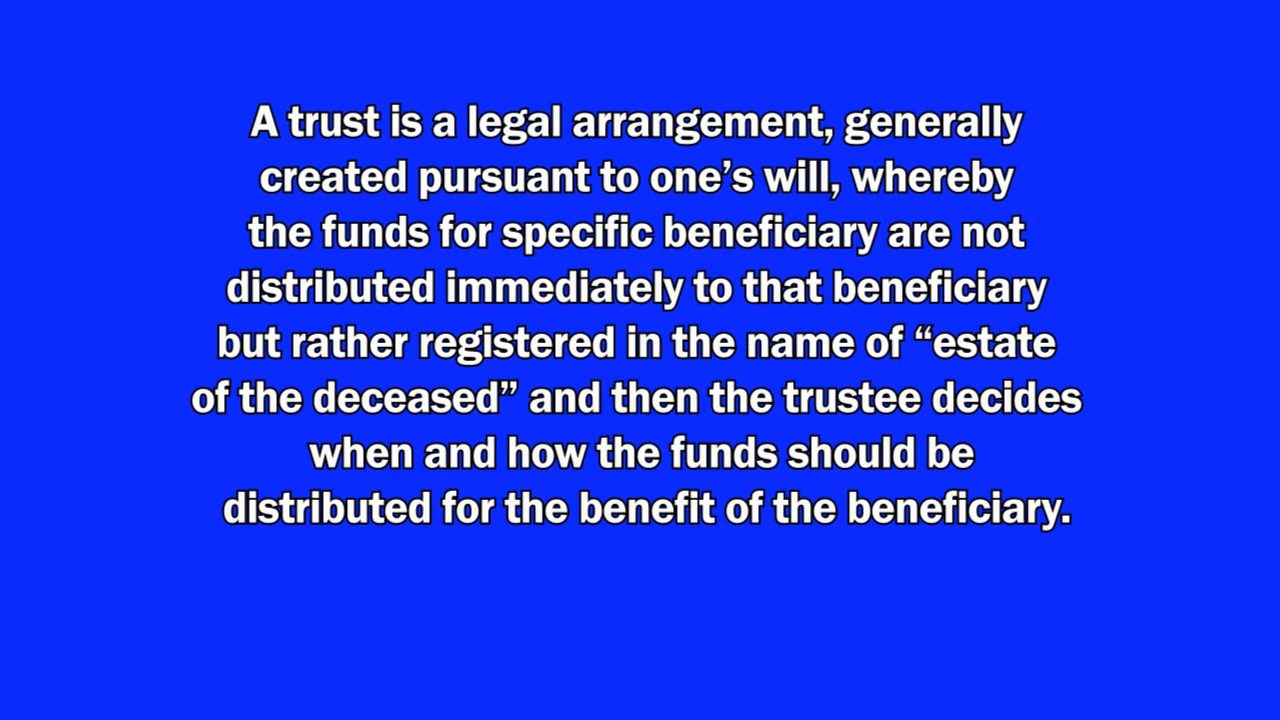 A trust is a legal arrangement, generally
created pursuant to one’s will, whereby
the funds for specific beneficiary are not
distributed immediately to that beneficiary
but rather registered in the name of “estate
of the deceased” and then the trustee decides
when and how the funds should be
distributed for the benefit of the beneficiary.